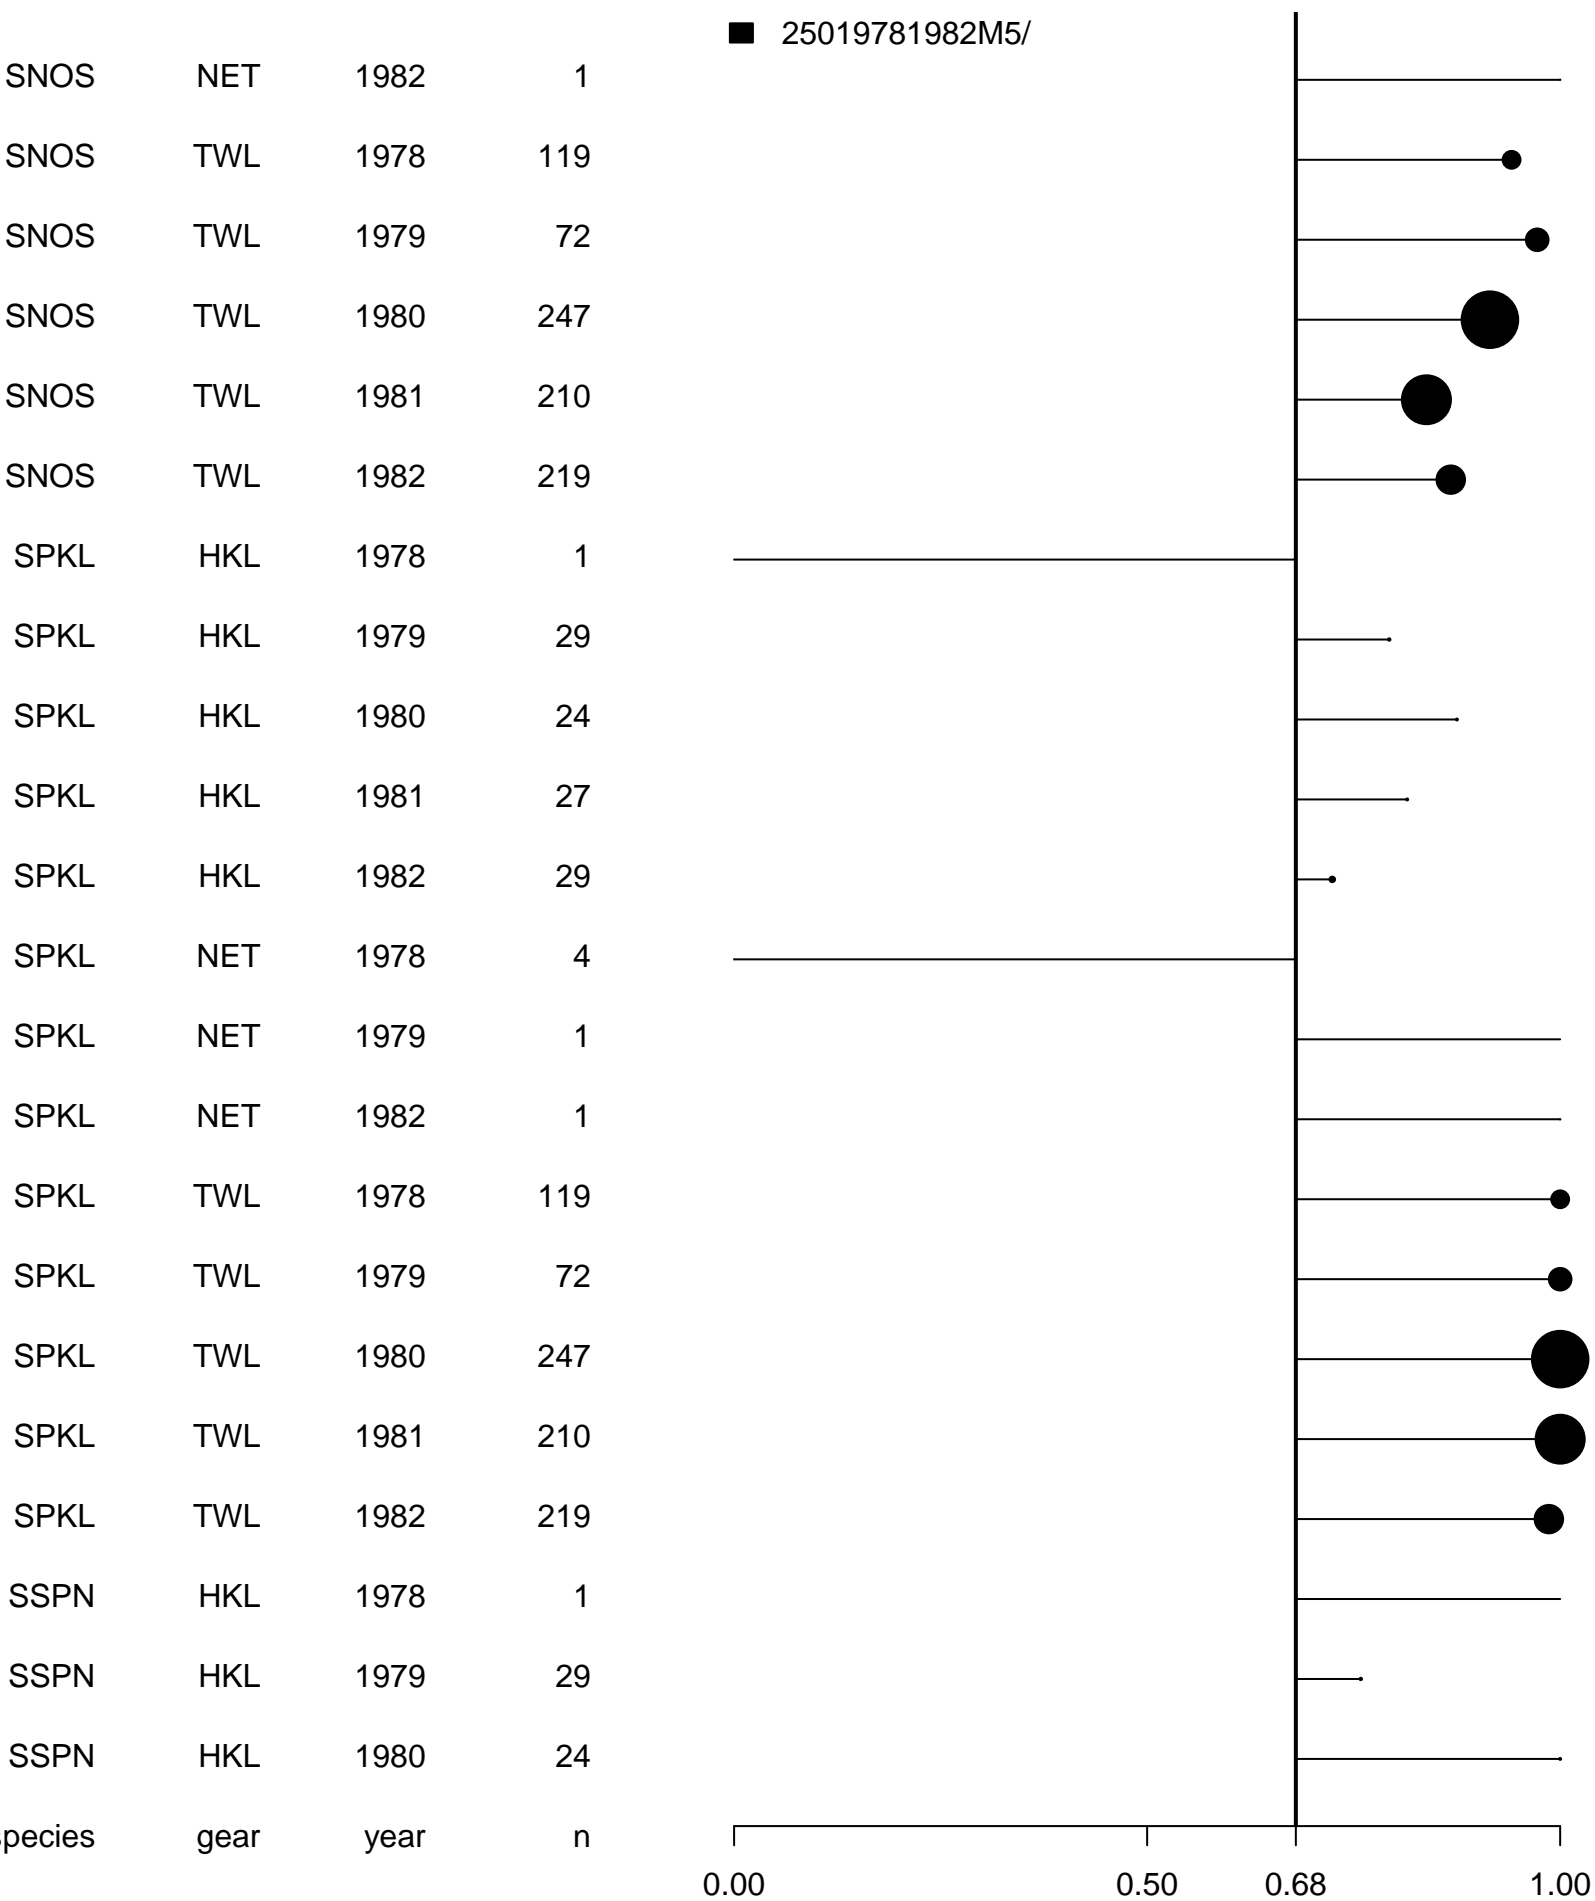 25019781982M5/
SNOS NET 1982 1
SNOS TWL 1978 119
SNOS TWL 1979 72
SNOS TWL 1980 247
SNOS TWL 1981 210
SNOS TWL 1982 219
SPKL HKL 1978 1
SPKL HKL 1979 29
SPKL HKL 1980 24
SPKL HKL 1981 27
SPKL HKL 1982 29
SPKL NET 1978 4
SPKL NET 1979 1
SPKL NET 1982 1
SPKL TWL 1978 119
SPKL TWL 1979 72
SPKL TWL 1980 247
SPKL TWL 1981 210
SPKL TWL 1982 219
SSPN HKL 1978 1
SSPN HKL 1979 29
SSPN HKL 1980 24
pecies gear year n
0.00 0.50 0.68 1.00